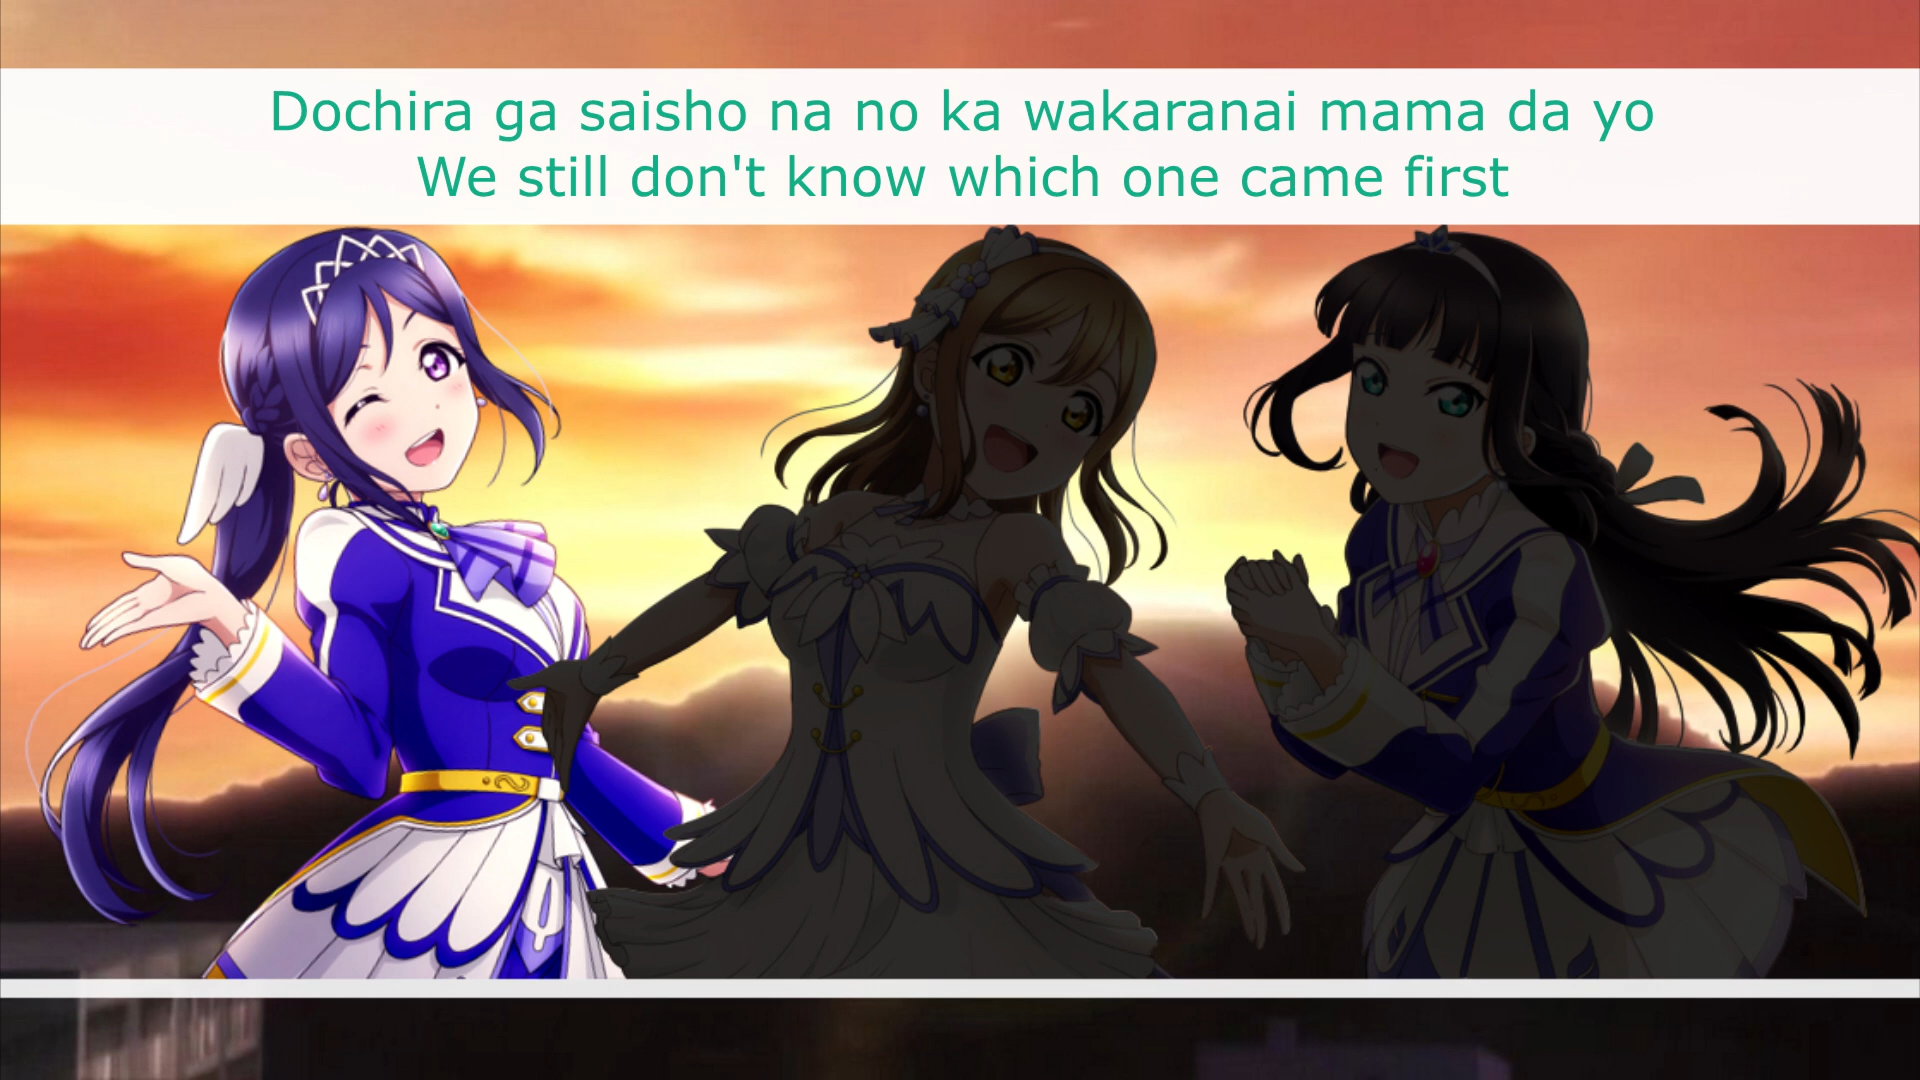 Dochira ga saisho na no ka wakaranai mama da yo
We still don't know which one came first